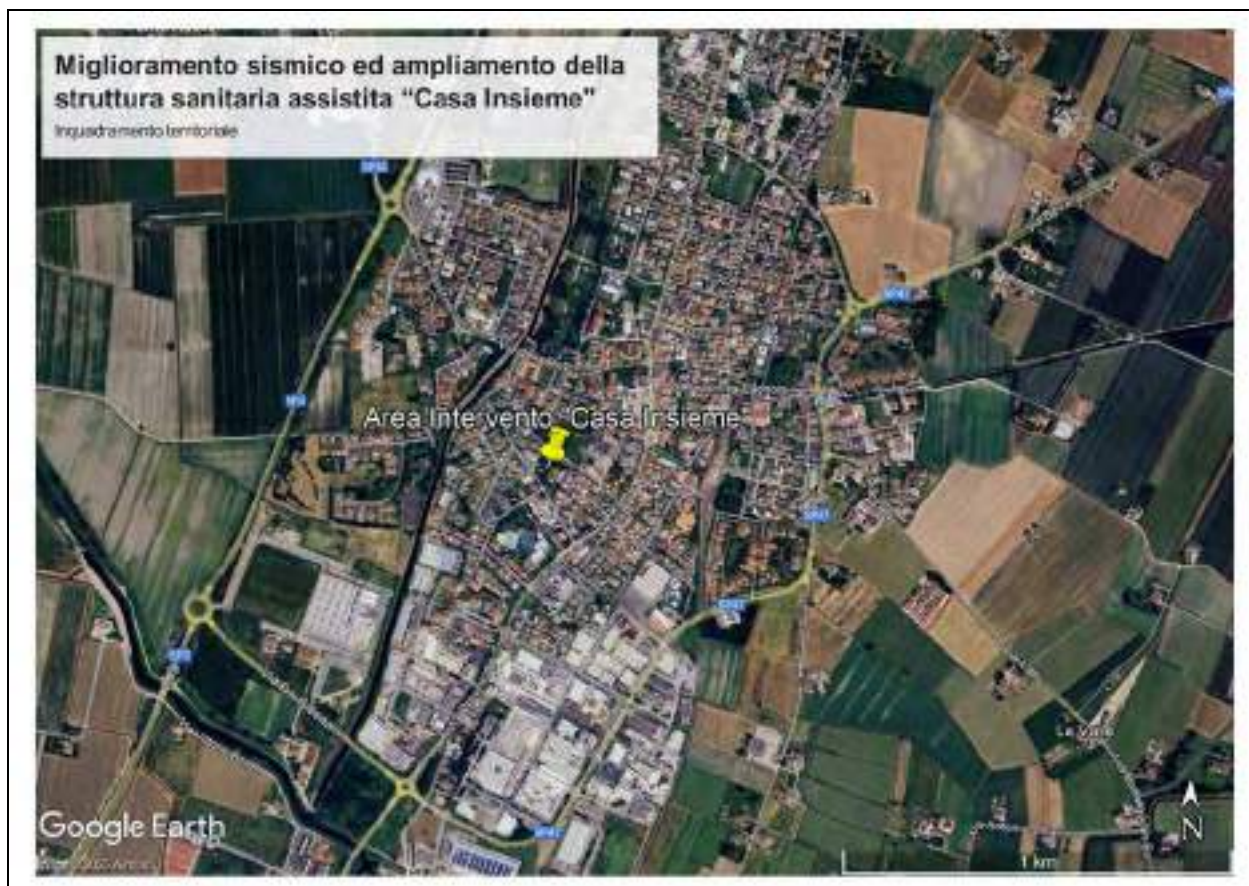 Miglioramento sismico ed ampliamento della
struttura sanitaria assistita “Casa Insieme”
Inquadramento territoriale
Area Intervento "Casa Insieme"
SP41
Google Earth
1 km
N